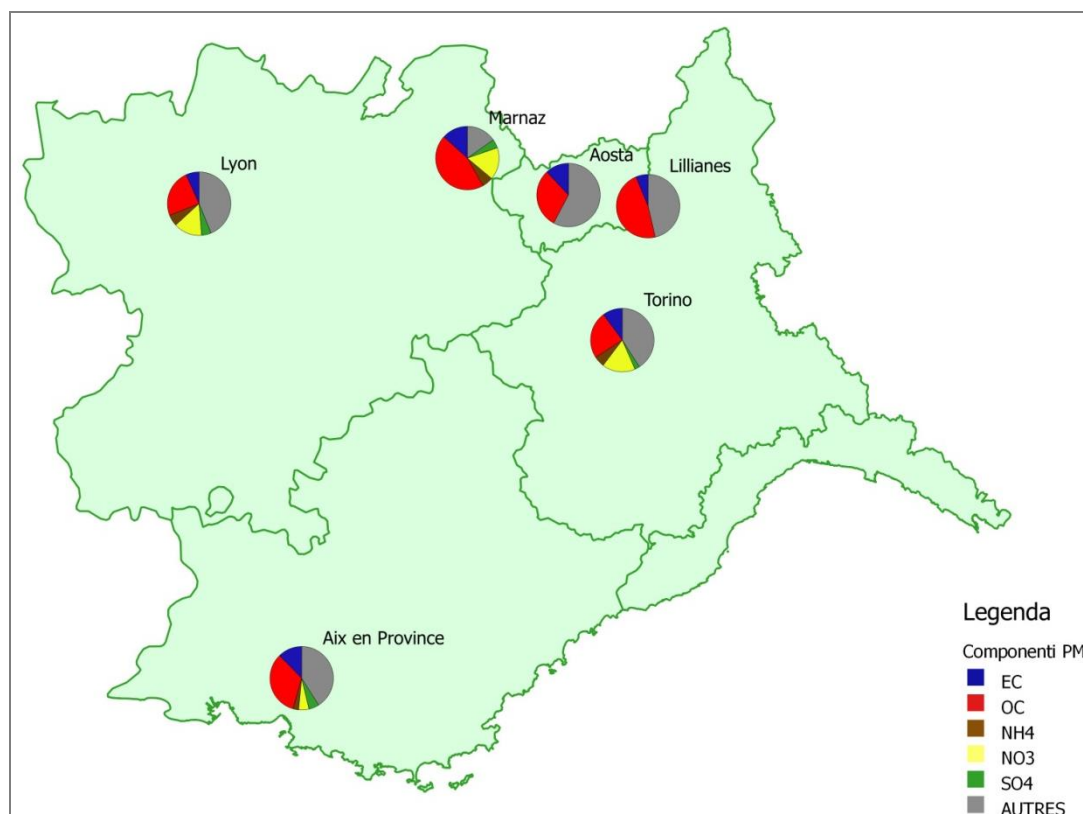 Marnaz
Lyon
Aosta
Lillianes
Torino
Aix en Province
Legenda
Componenti PM
EC
OC
NH4
NO3
SO4
AUTRES